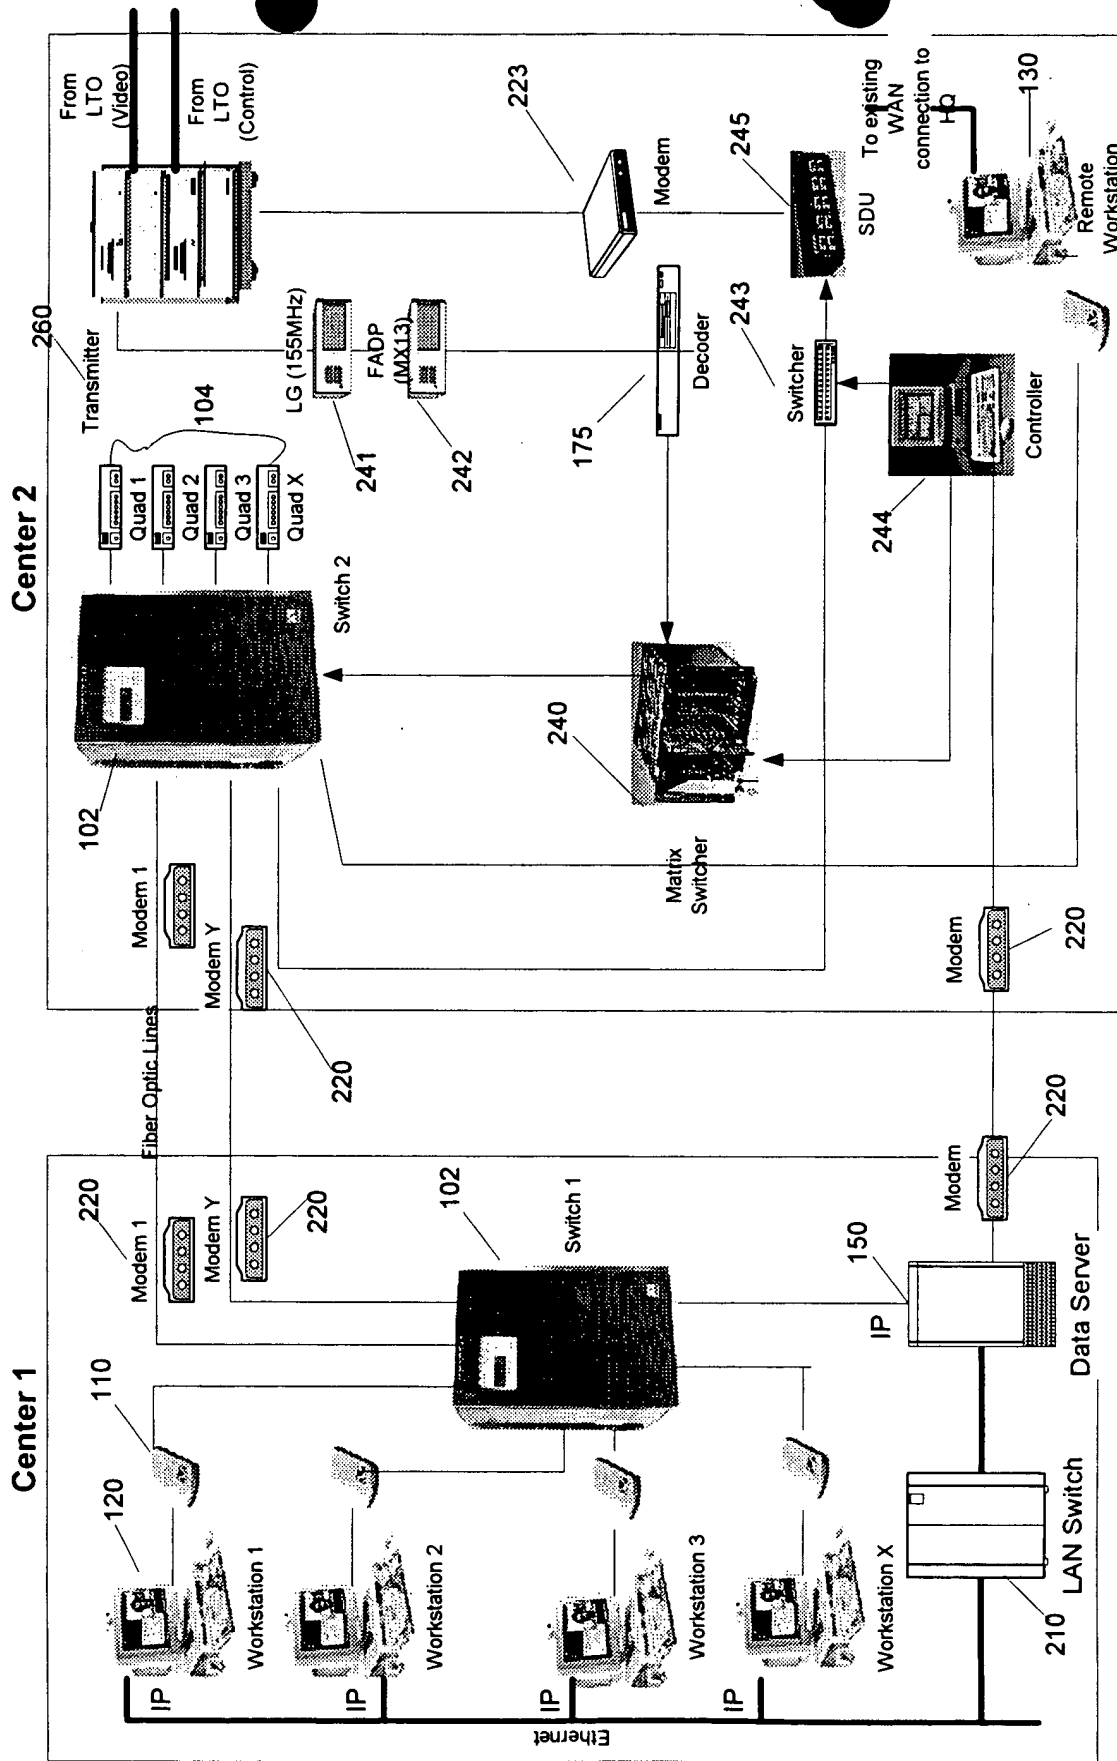 Center 2
260
Transmitter
From
LTO
(Video)
From
LTO
(Control)
104
Quad 1
Quad 2
Quad 3
Quad X
LG (155MHz)
FADP
(MX13)
241
242
223
Modem
175
Decoder
243
Switcher
245
SDU
To existing
WAN
connection to
HQ
130
Remote
Workstation
Switch 2
102
240
Matrix
Switcher
244
Controller
Modem 1
Modem Y
220
Modem
220
Fiber Optic Lines
Center 1
220
Modem 1
Modem Y
220
Modem
220
102
Switch 1
110
120
Workstation 1
Workstation 2
Workstation 3
Workstation X
IP
IP
IP
IP
Ethernet
150
IP
Data Server
LAN Switch
210